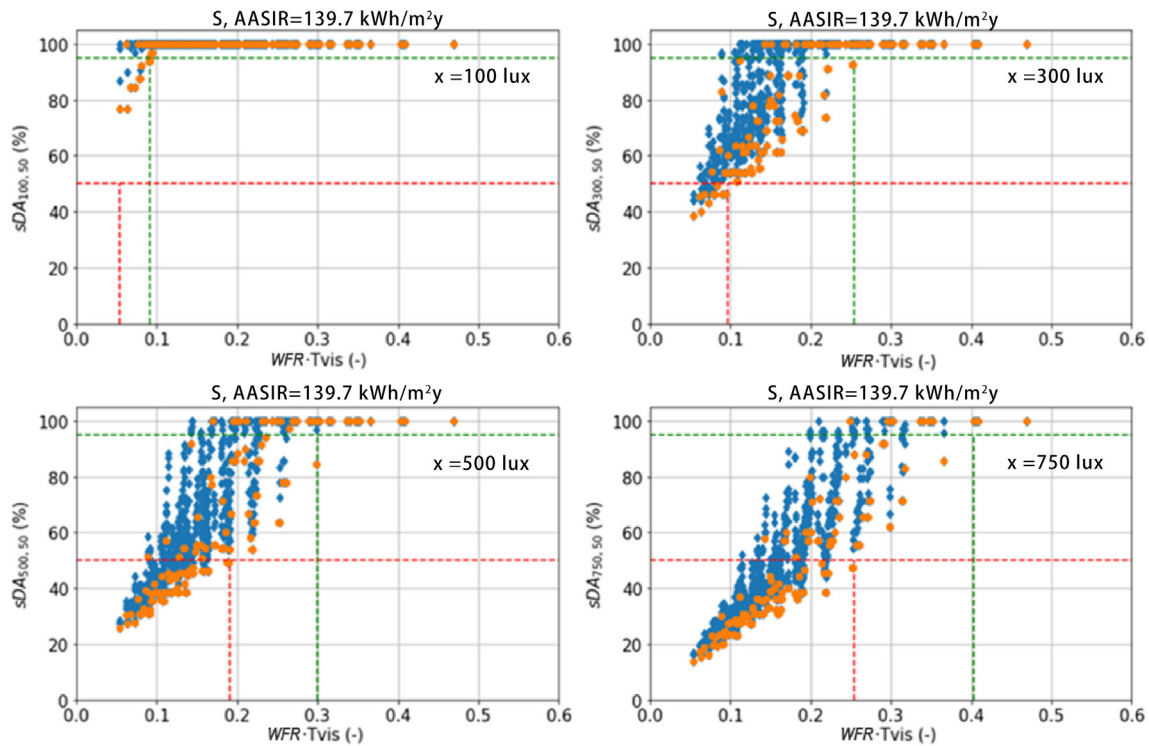 S, AASIR=139.7 kWh/m²y
100
80
60
40
20
0
sDA₁₀₀, ₅₀ (%)
x =100 lux
0.0 0.1 0.2 0.3 0.4 0.5 0.6
WFR·Tvis (-)
S, AASIR=139.7 kWh/m²y
100
80
60
40
20
0
sDA₃₀₀, ₅₀ (%)
x =300 lux
0.0 0.1 0.2 0.3 0.4 0.5 0.6
WFR·Tvis (-)
S, AASIR=139.7 kWh/m²y
100
80
60
40
20
0
sDA₅₀₀, ₅₀ (%)
x =500 lux
0.0 0.1 0.2 0.3 0.4 0.5 0.6
WFR·Tvis (-)
S, AASIR=139.7 kWh/m²y
100
80
60
40
20
0
sDA₇₅₀, ₅₀ (%)
x =750 lux
0.0 0.1 0.2 0.3 0.4 0.5 0.6
WFR·Tvis (-)